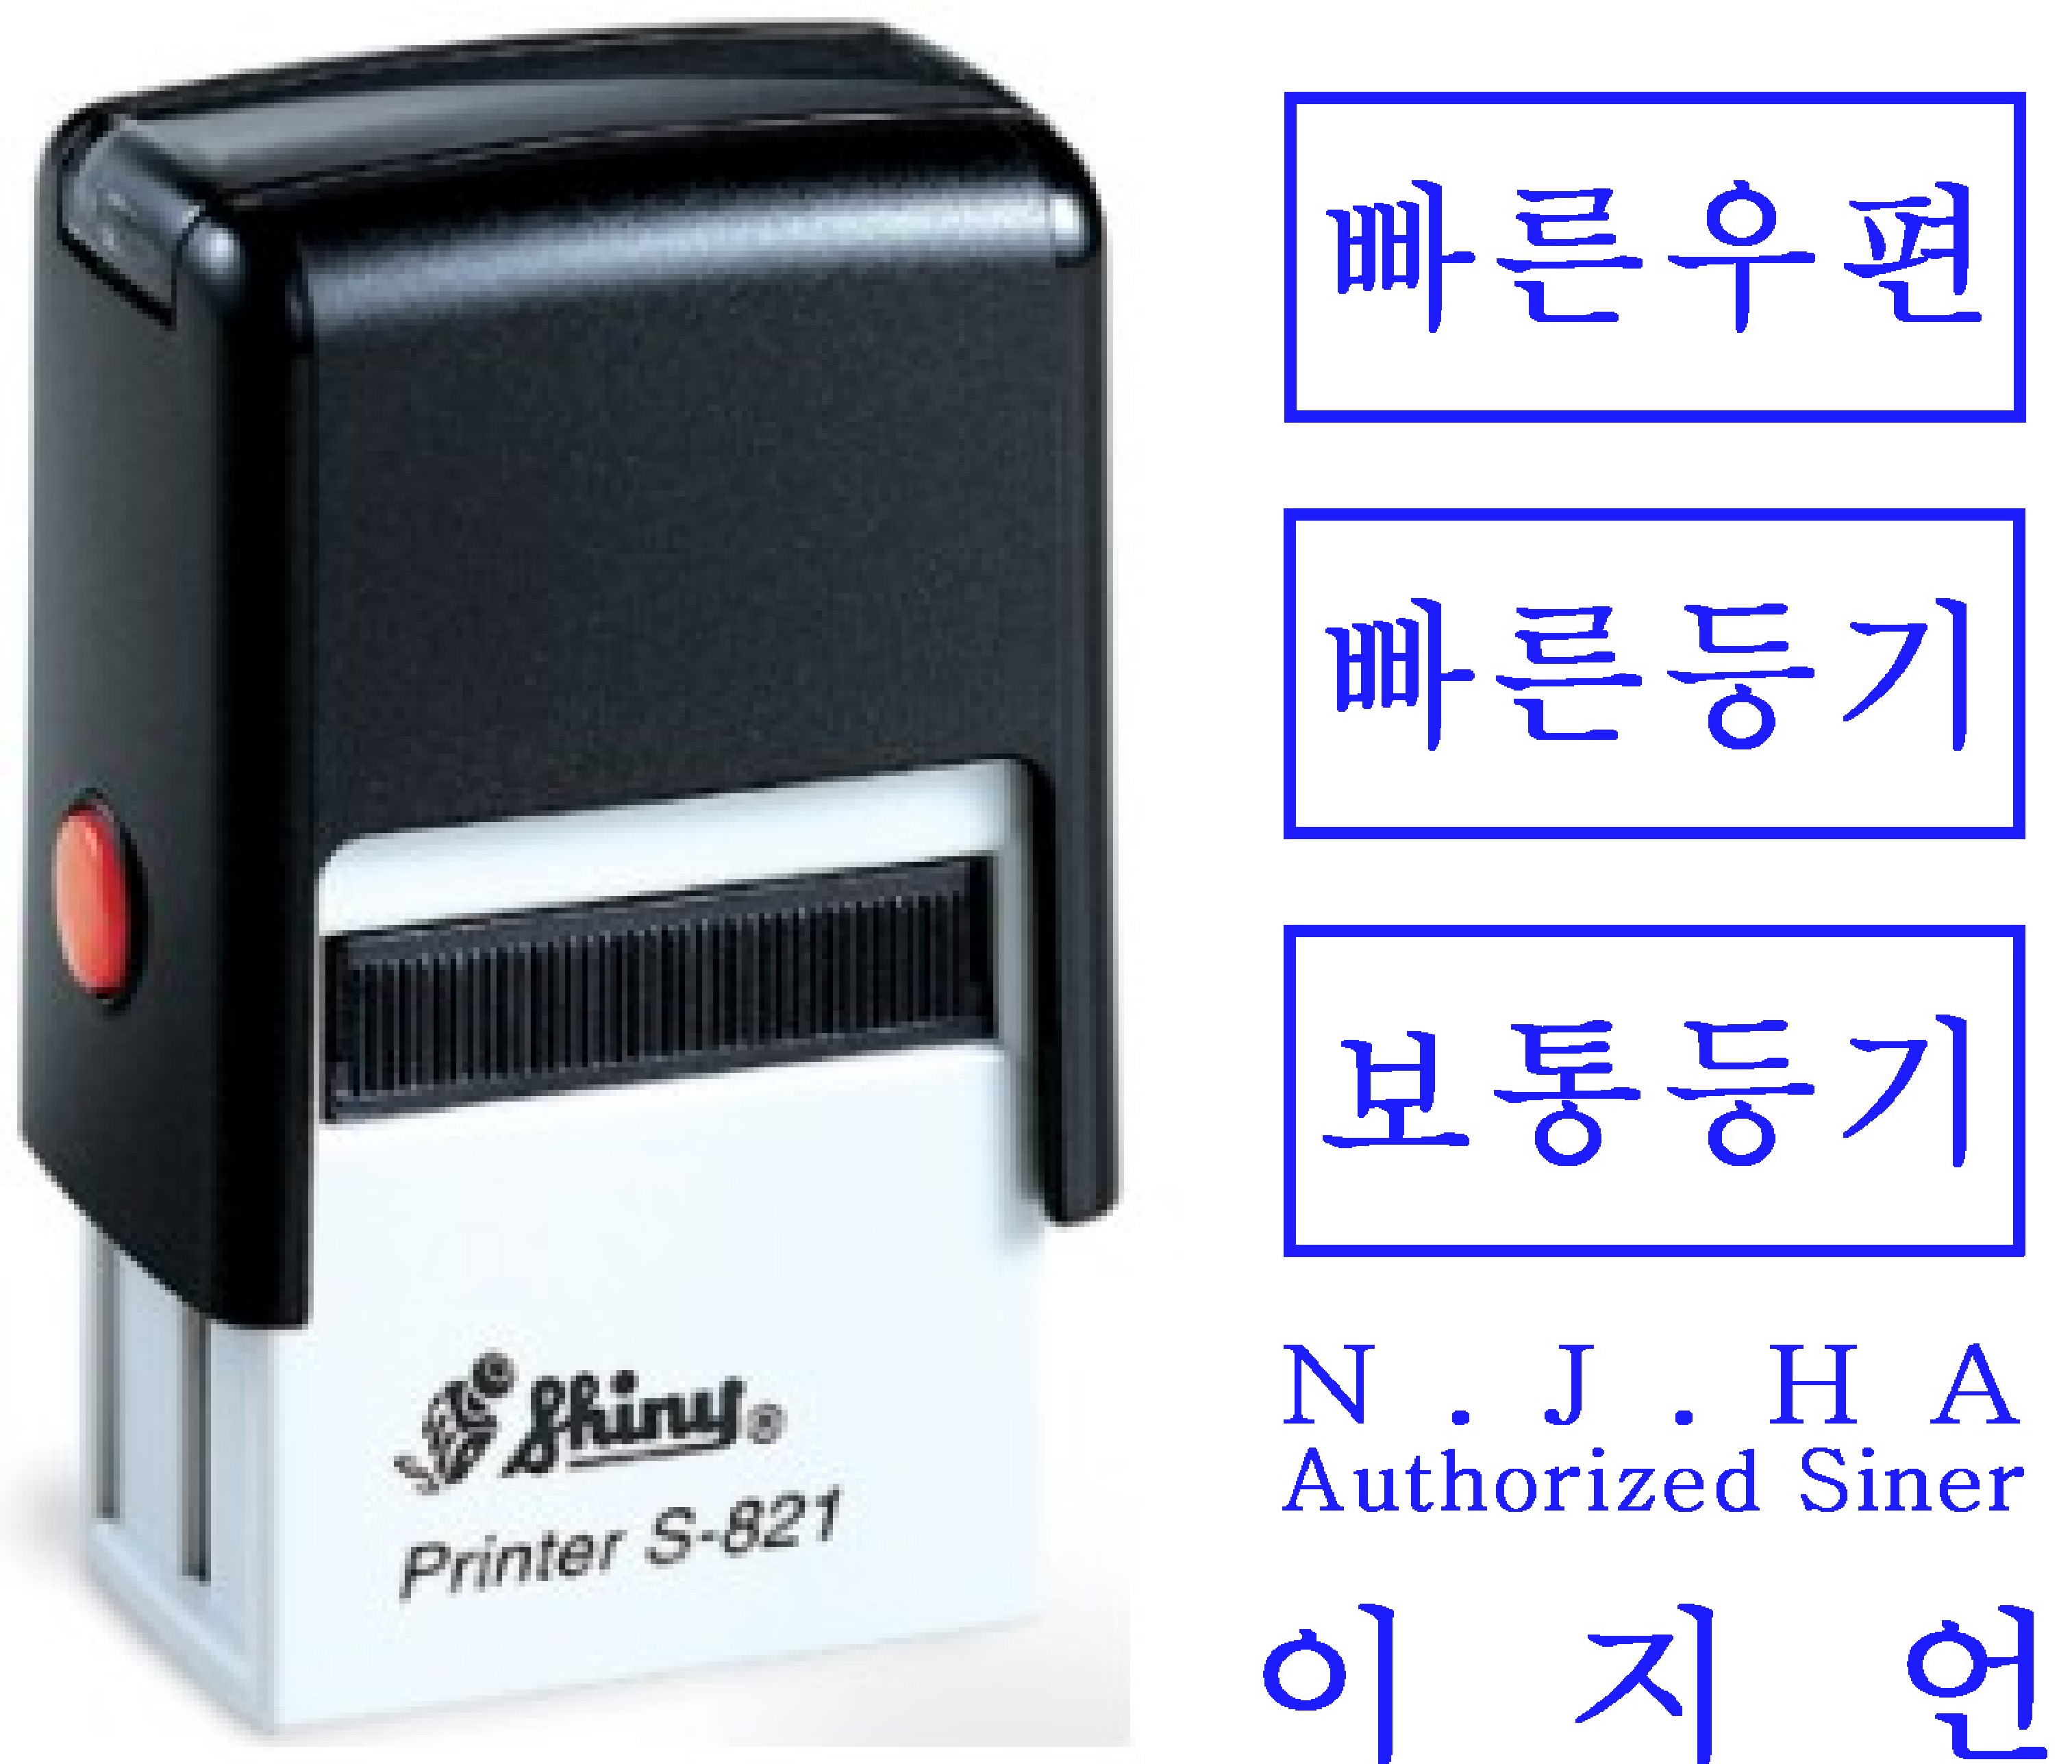 빠른우편
빠른등기
보통등기
N.J.HA
Authorized Siner
이지언
Shiny®
Printer S-821